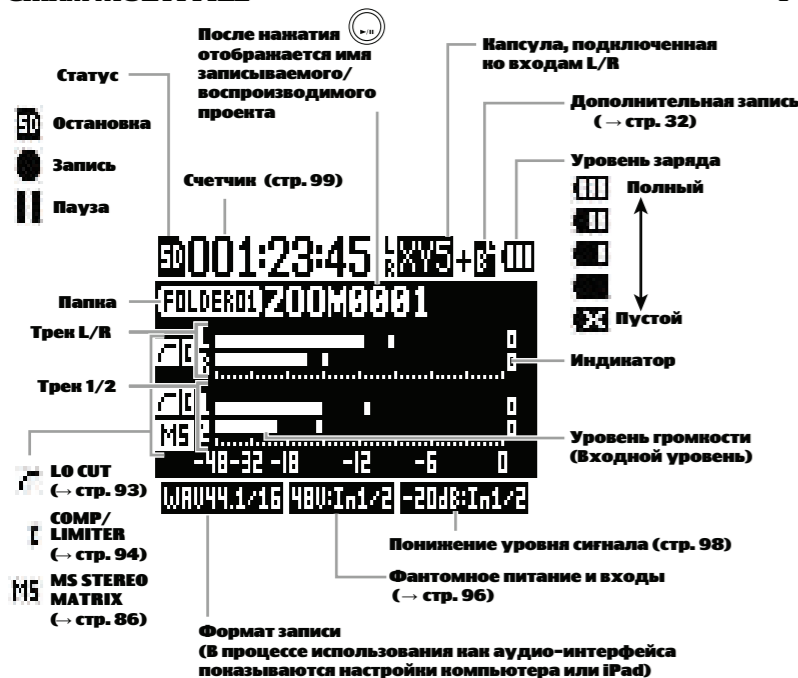 После нажатия
отображается имя
записываемого/
воспроизводимого
проекта
Капсула, подключенная
ко входам L/R
Статус
Дополнительная запись
(→ стр. 32)
SD Остановка
Запись
Пауза
Счетчик (стр. 99)
Уровень заряда
Полный
Пустой
SD 001:23:45 L R XY5+B
Папка
FOLDER01 ZOOM0001
Трек L/R
Индикатор
Трек 1/2
MS
Уровень громкости
(Входной уровень)
-48-32 -18 -12 -6 0
WAV44.1/16 48V:In1/2 -20dB:In1/2
LO CUT
(→ стр. 93)
COMP/
LIMITER
(→ стр. 94)
MS MS STEREO
MATRIX
(→ стр. 86)
Понижение уровня сигнала (стр. 98)
Фантомное питание и входы
(→ стр. 96)
Формат записи
(В процессе использования как аудио-интерфейса
показываются настройки компьютера или iPad)